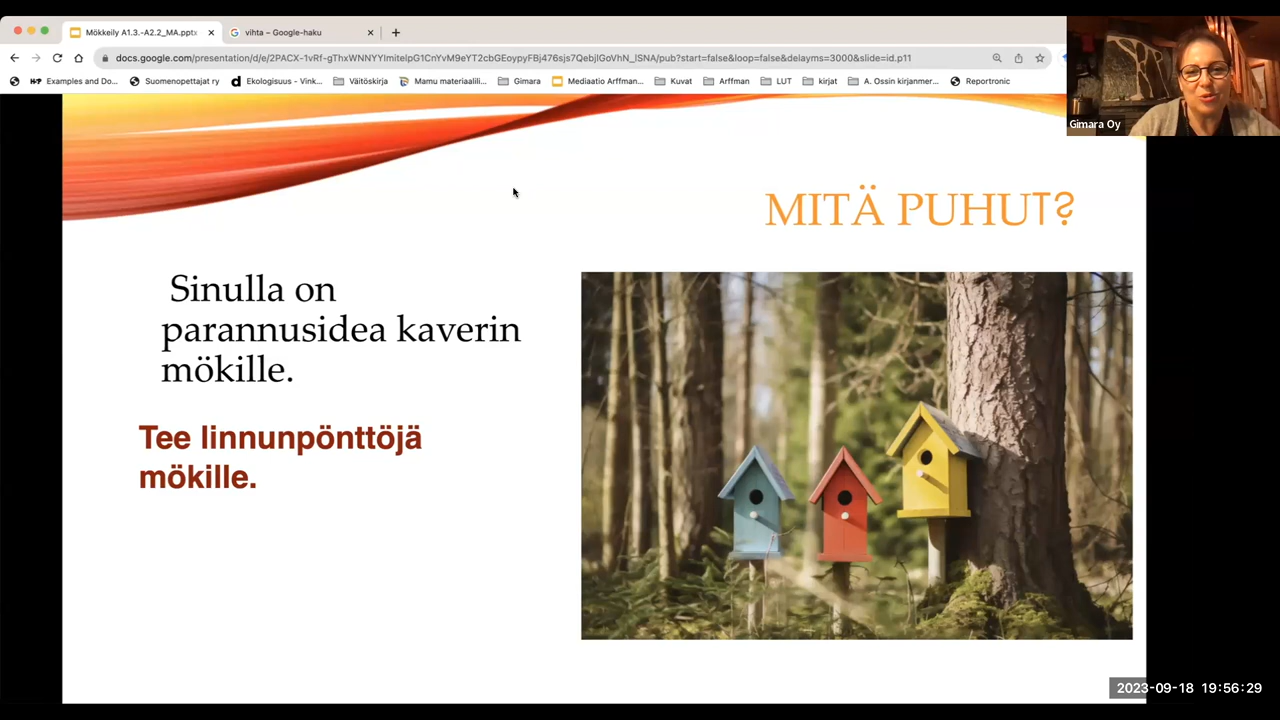 Mökkeily A1.3.-A2.2_MA.pptx
vihta – Google-haku
docs.google.com/presentation/d/e/2PACX-1vRf-gThxWNNYYImitelpG1CnYvM9eYT2cbGEoypyFBj476sjs7QebjlGoVhN_lSNA/pub?start=false&loop=false&delayms=3000&slide=id.p11
Examples and Do... Suomenopettajat ry Ekologisuus - Vink... Väitöskirja Mamu materiaalili... Gimara Mediaatio Arffman... Kuvat Arffman LUT kirjat A. Ossin kirjanmer... Reportronic
Gimara Oy
MITÄ PUHUT?
Sinulla on
parannusidea kaverin
mökille.
Tee linnunpönttöjä
mökille.
2023-09-18 19:56:29